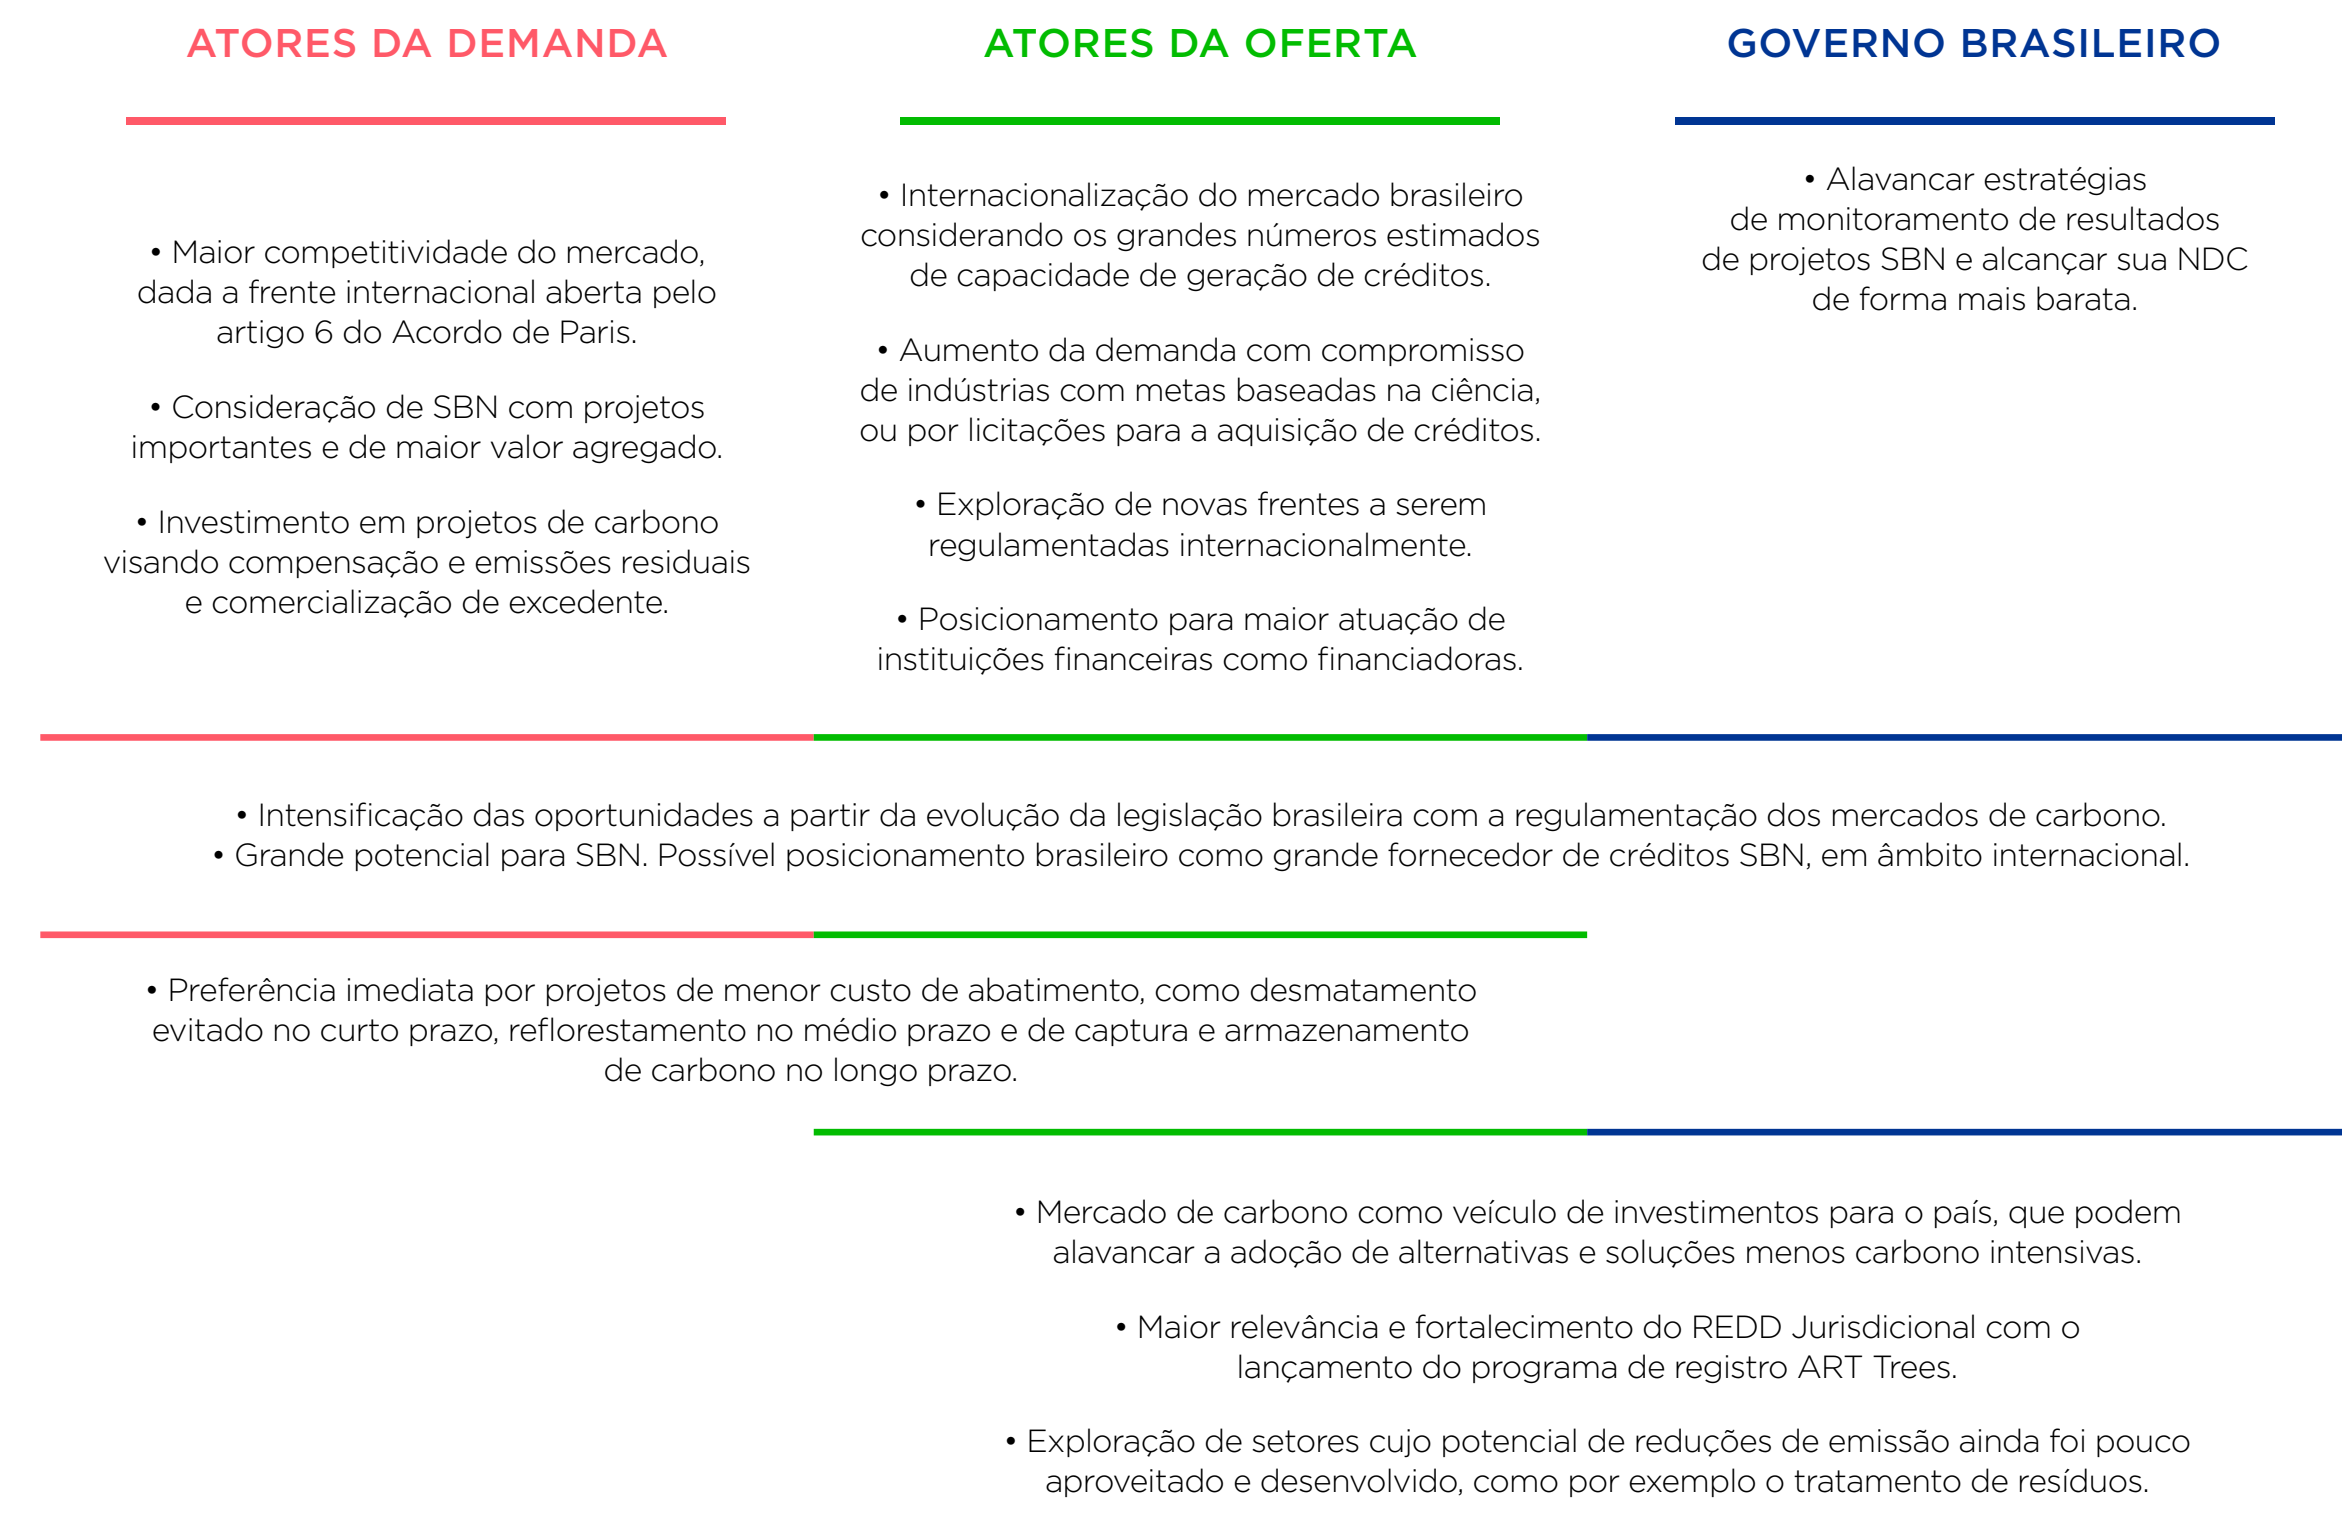 ATORES DA DEMANDA
• Maior competitividade do mercado,
dada a frente internacional aberta pelo
artigo 6 do Acordo de Paris.
• Consideração de SBN com projetos
importantes e de maior valor agregado.
• Investimento em projetos de carbono
visando compensação e emissões residuais
e comercialização de excedente.
ATORES DA OFERTA
• Internacionalização do mercado brasileiro
considerando os grandes números estimados
de capacidade de geração de créditos.
• Aumento da demanda com compromisso
de indústrias com metas baseadas na ciência,
ou por licitações para a aquisição de créditos.
• Exploração de novas frentes a serem
regulamentadas internacionalmente.
• Posicionamento para maior atuação de
instituições financeiras como financiadoras.
GOVERNO BRASILEIRO
• Alavancar estratégias
de monitoramento de resultados
de projetos SBN e alcançar sua NDC
de forma mais barata.
• Intensificação das oportunidades a partir da evolução da legislação brasileira com a regulamentação dos mercados de carbono.
• Grande potencial para SBN. Possível posicionamento brasileiro como grande fornecedor de créditos SBN, em âmbito internacional.
• Preferência imediata por projetos de menor custo de abatimento, como desmatamento
evitado no curto prazo, reflorestamento no médio prazo e de captura e armazenamento
de carbono no longo prazo.
• Mercado de carbono como veículo de investimentos para o país, que podem
alavancar a adoção de alternativas e soluções menos carbono intensivas.
• Maior relevância e fortalecimento do REDD Jurisdicional com o
lançamento do programa de registro ART Trees.
• Exploração de setores cujo potencial de reduções de emissão ainda foi pouco
aproveitado e desenvolvido, como por exemplo o tratamento de resíduos.